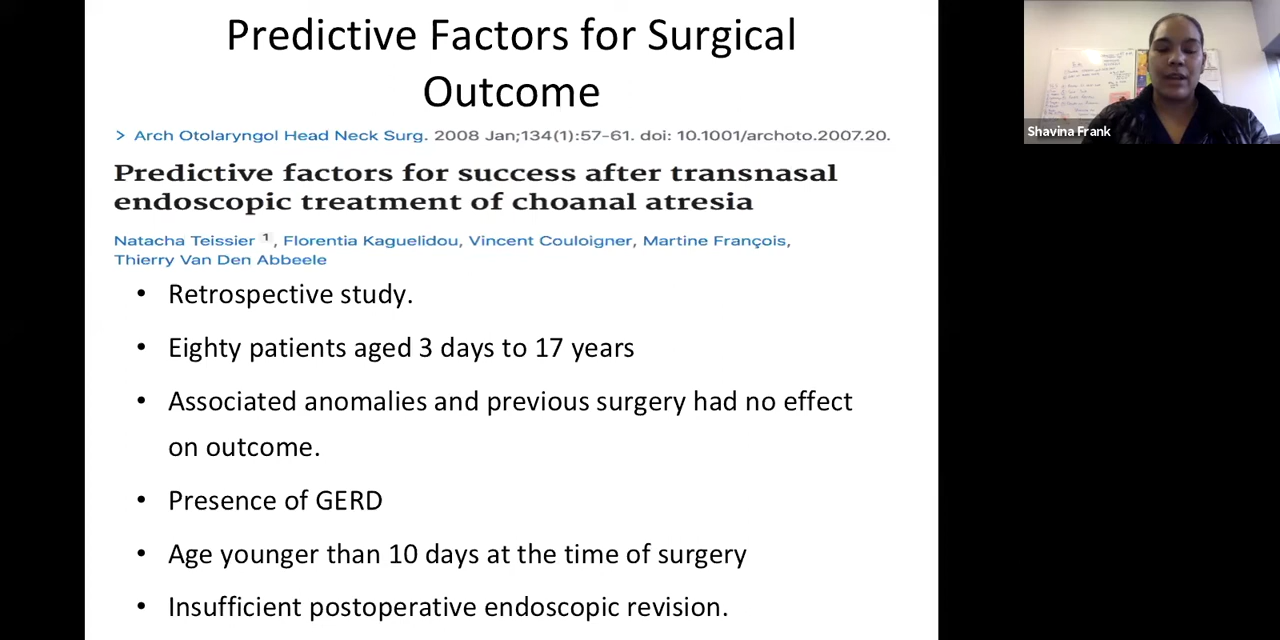 Predictive Factors for Surgical
Outcome
> Arch Otolaryngol Head Neck Surg. 2008 Jan;134(1):57-61. doi: 10.1001/archoto.2007.20.
Predictive factors for success after transnasal
endoscopic treatment of choanal atresia
Natacha Teissier 1, Florentia Kaguelidou, Vincent Couloigner, Martine François,
Thierry Van Den Abbeele
• Retrospective study.
• Eighty patients aged 3 days to 17 years
• Associated anomalies and previous surgery had no effect
on outcome.
• Presence of GERD
• Age younger than 10 days at the time of surgery
• Insufficient postoperative endoscopic revision.
Shavina Frank